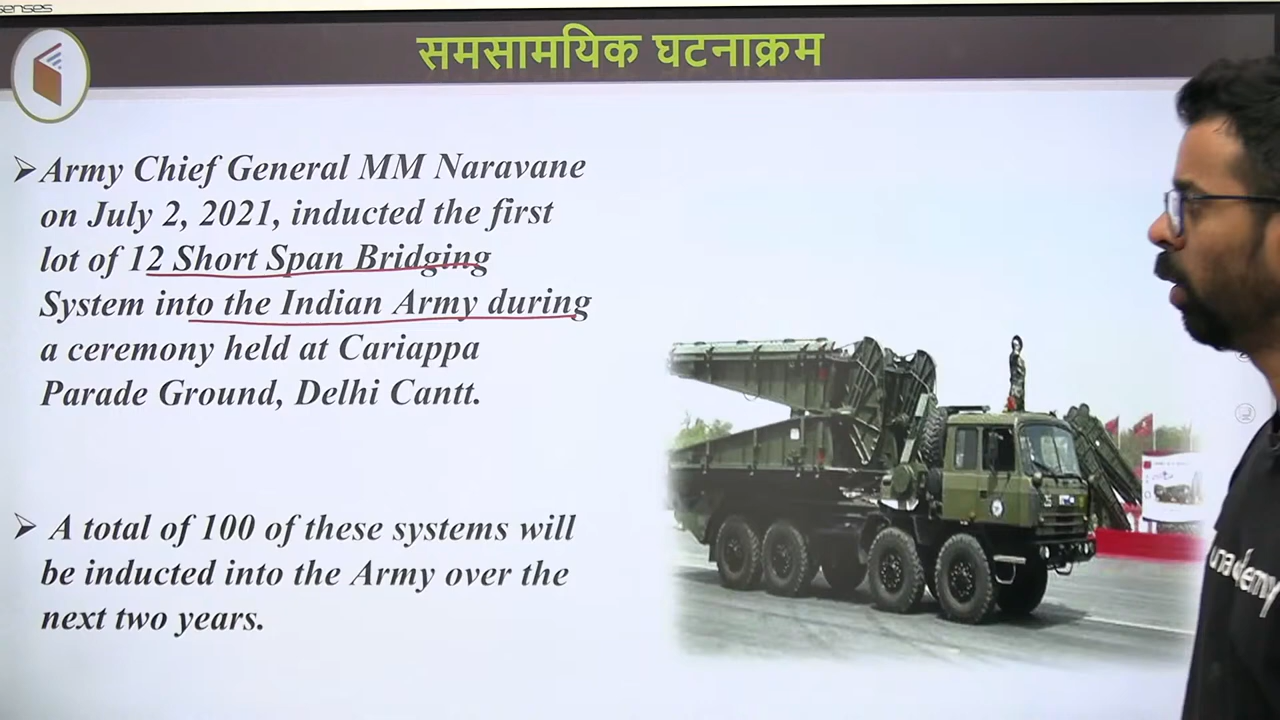 senses
समसामयिक घटनाक्रम
➢Army Chief General MM Naravane
on July 2, 2021, inducted the first
lot of 12 Short Span Bridging
System into the Indian Army during
a ceremony held at Cariappa
Parade Ground, Delhi Cantt.
➢ A total of 100 of these systems will
be inducted into the Army over the
next two years.